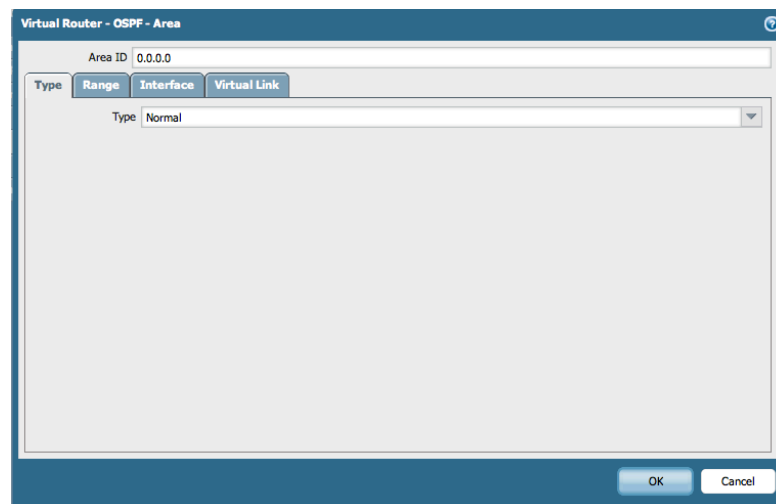 Virtual Router - OSPF - Area
Area ID 0.0.0.0
Type Range Interface Virtual Link
Type Normal
OK Cancel